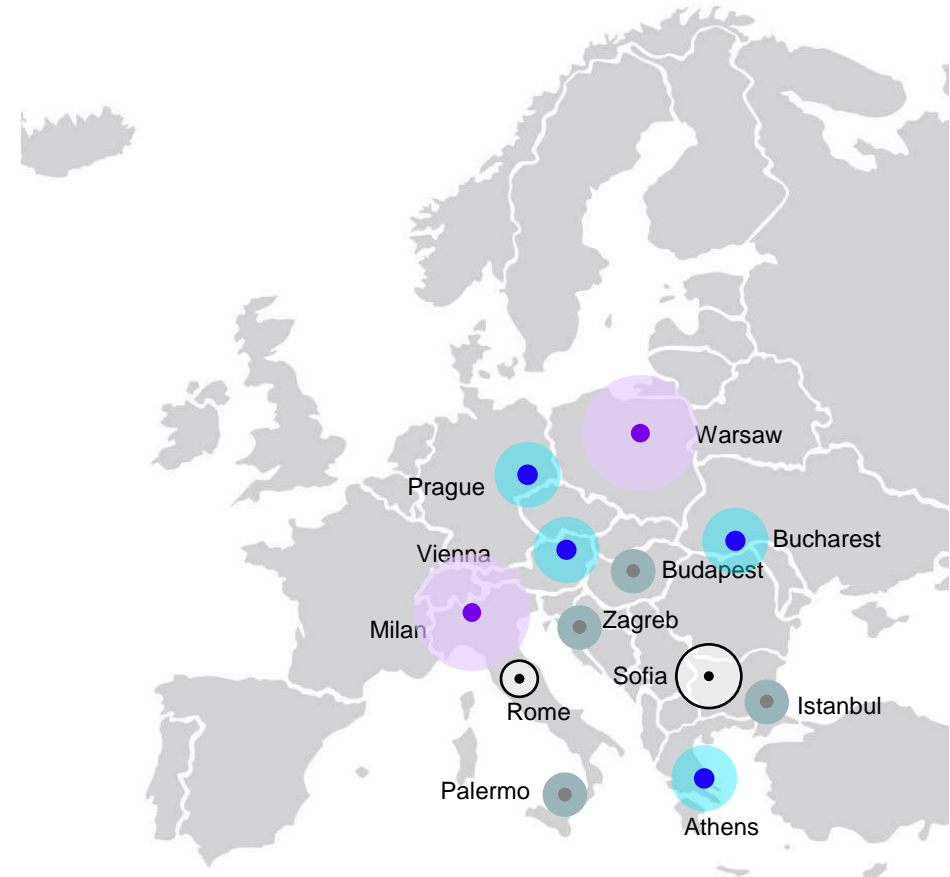 Warsaw
Prague
Bucharest
Vienna
Budapest
Milan
Zagreb
Sofia
Rome
Istanbul
Palermo
Athens